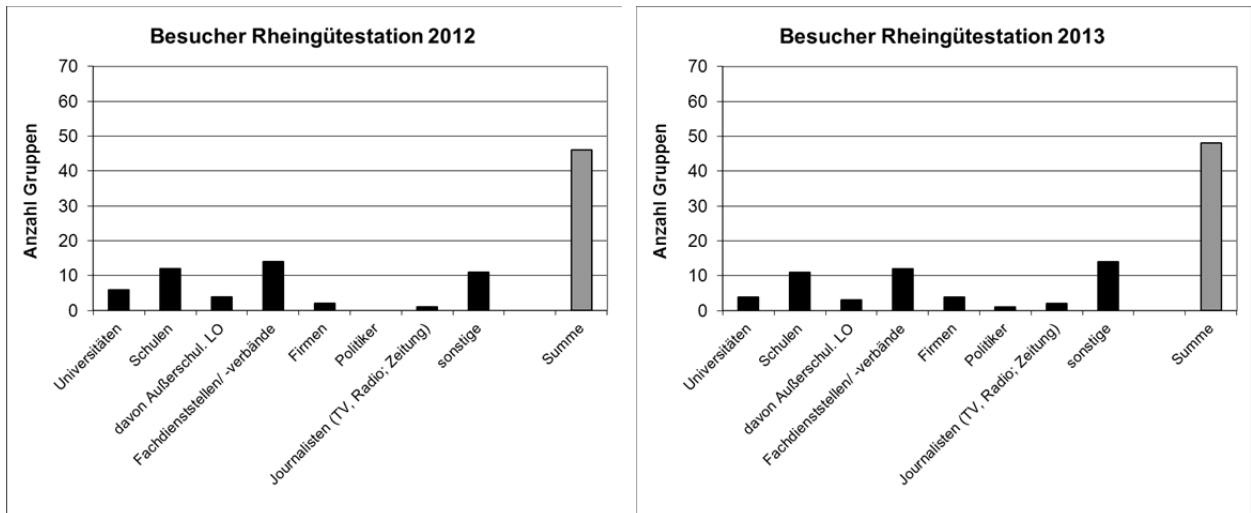 Besucher Rheingütestation 2012
Anzahl Gruppen
70
60
50
40
30
20
10
0
Universitäten
Schulen
davon Außerschul. LO
Fachdienststellen/ -verbände
Firmen
Politiker
Journalisten (TV, Radio; Zeitung)
sonstige
Summe
Besucher Rheingütestation 2013
Anzahl Gruppen
70
60
50
40
30
20
10
0
Universitäten
Schulen
davon Außerschul. LO
Fachdienststellen/ -verbände
Firmen
Politiker
Journalisten (TV, Radio; Zeitung)
sonstige
Summe